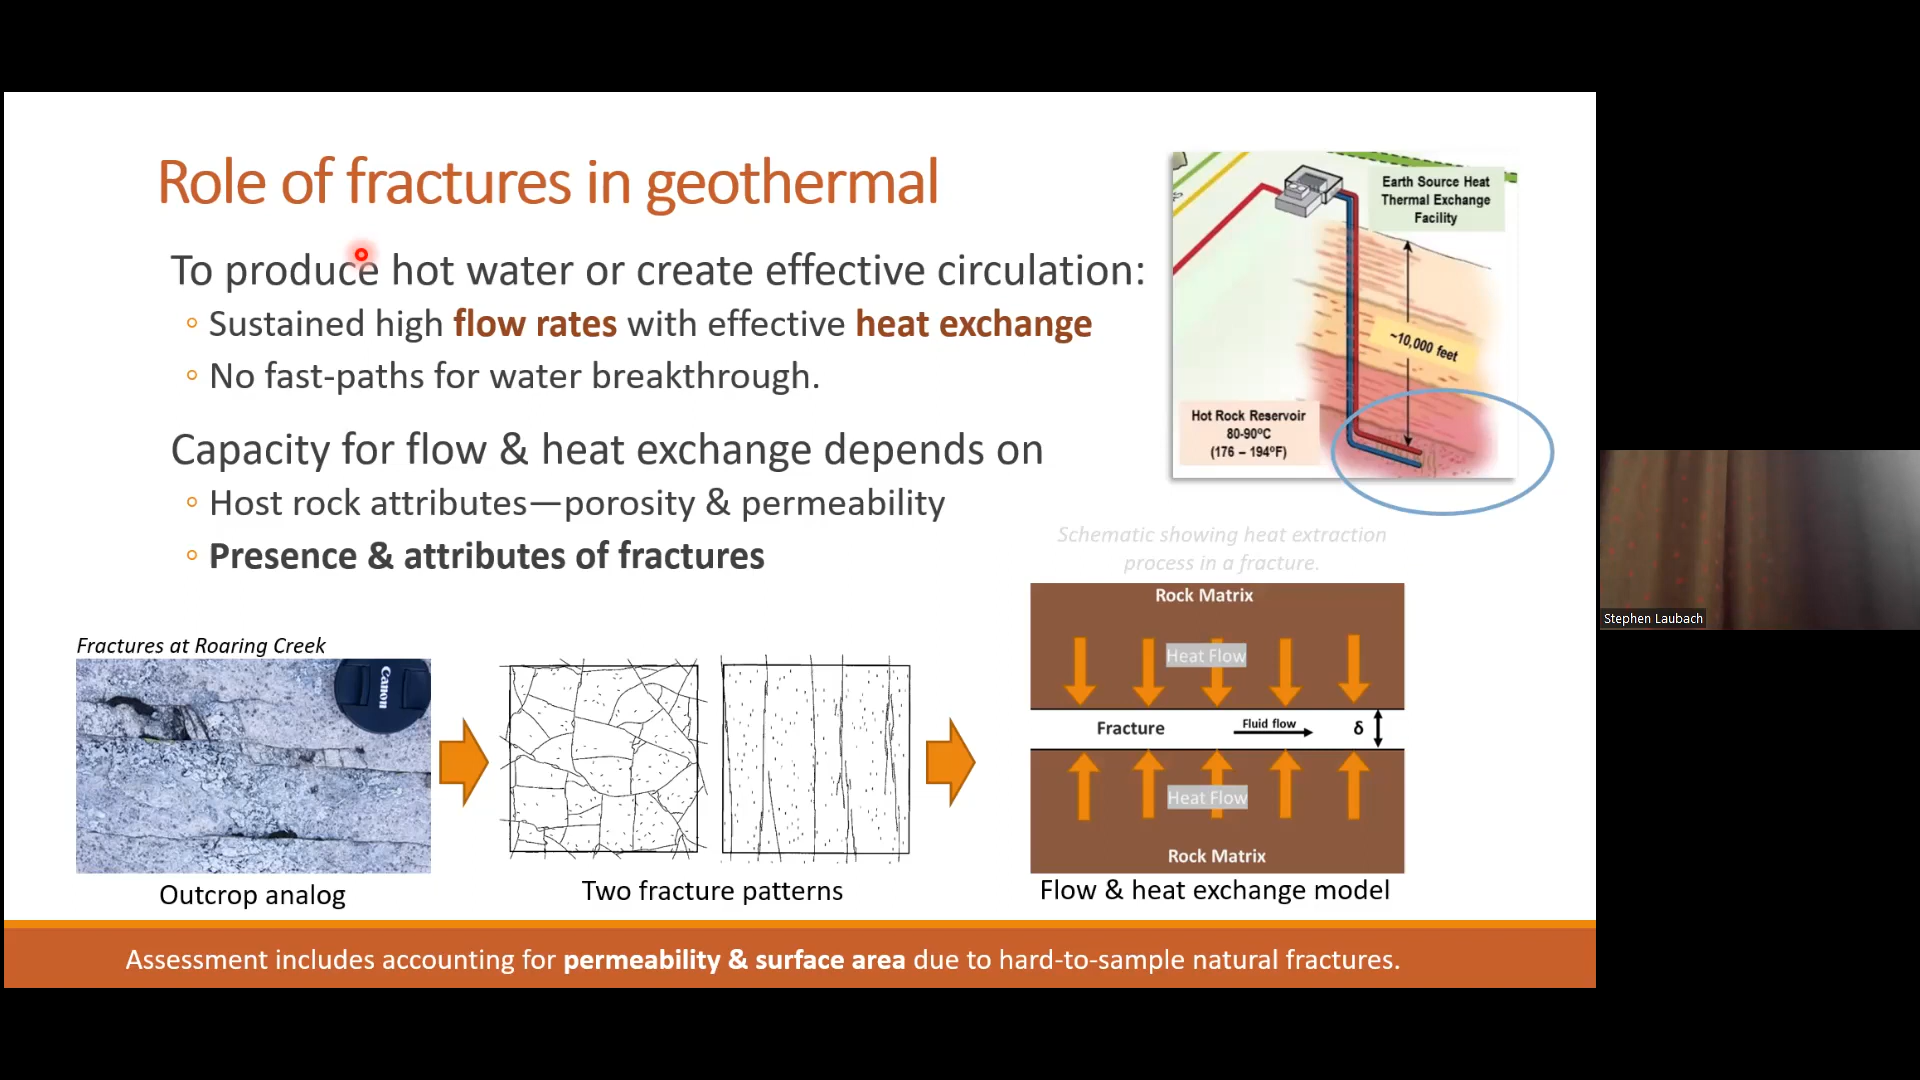 Role of fractures in geothermal
To produce hot water or create effective circulation:
◦ Sustained high flow rates with effective heat exchange
◦ No fast-paths for water breakthrough.
Capacity for flow & heat exchange depends on
◦ Host rock attributes—porosity & permeability
◦ Presence & attributes of fractures
Earth Source Heat
Thermal Exchange
Facility
~10,000 feet
Hot Rock Reservoir
80-90ºC
(176 – 194ºF)
Schematic showing heat extraction
process in a fracture.
Rock Matrix
Heat Flow
Fracture
Fluid flow
δ
Heat Flow
Rock Matrix
Flow & heat exchange model
Fractures at Roaring Creek
Canon
Outcrop analog
Two fracture patterns
Assessment includes accounting for permeability & surface area due to hard-to-sample natural fractures.
Stephen Laubach